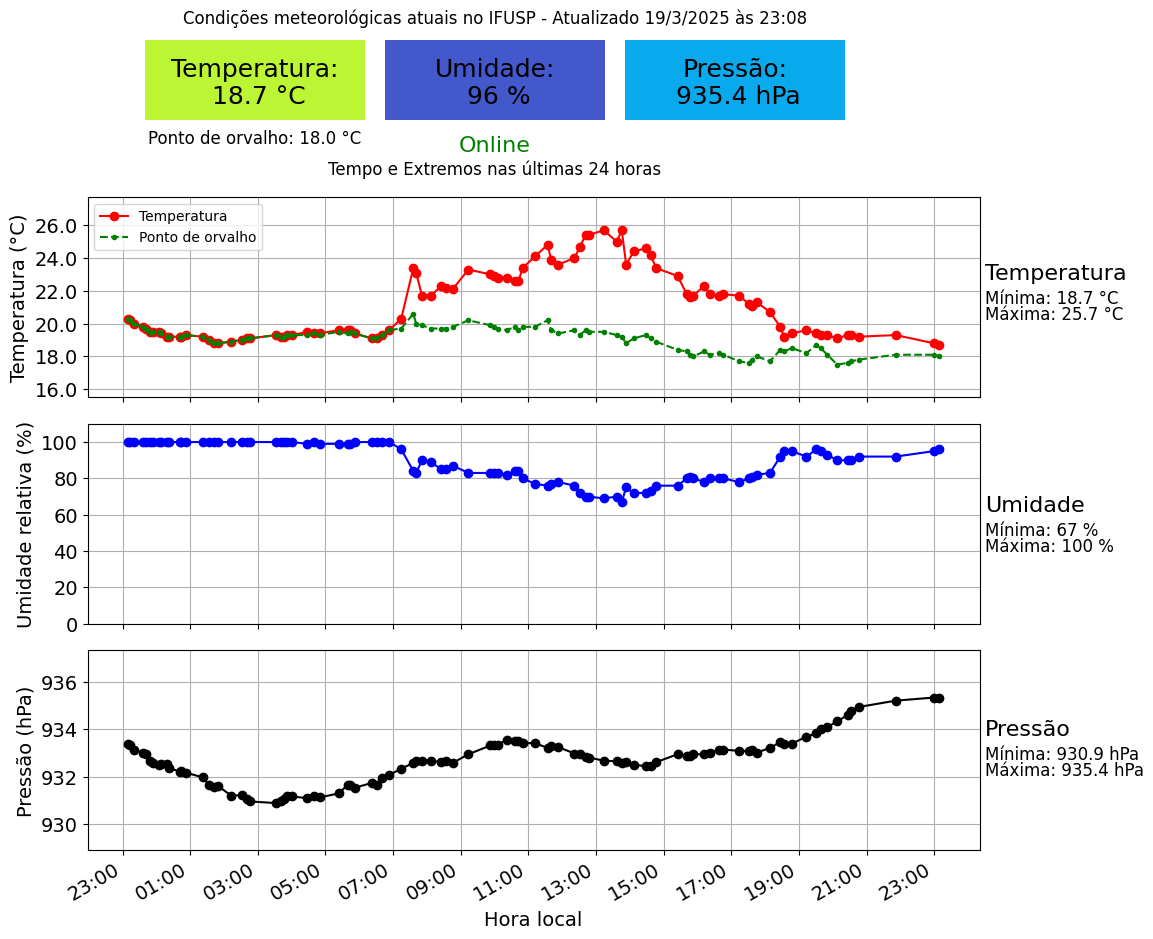 Condições meteorológicas atuais no IFUSP - Atualizado 19/3/2025 às 23:08
Temperatura:
18.7 °C
Umidade:
96 %
Pressão:
935.4 hPa
Ponto de orvalho: 18.0 °C
Online
Tempo e Extremos nas últimas 24 horas
Temperatura (°C)
26.0
24.0
22.0
20.0
18.0
16.0
Temperatura
Ponto de orvalho
Temperatura
Mínima: 18.7 °C
Máxima: 25.7 °C
Umidade relativa (%)
100
80
60
40
20
0
Umidade
Mínima: 67 %
Máxima: 100 %
Pressão (hPa)
936
934
932
930
Pressão
Mínima: 930.9 hPa
Máxima: 935.4 hPa
23:00 01:00 03:00 05:00 07:00 09:00 11:00 13:00 15:00 17:00 19:00 21:00 23:00
Hora local